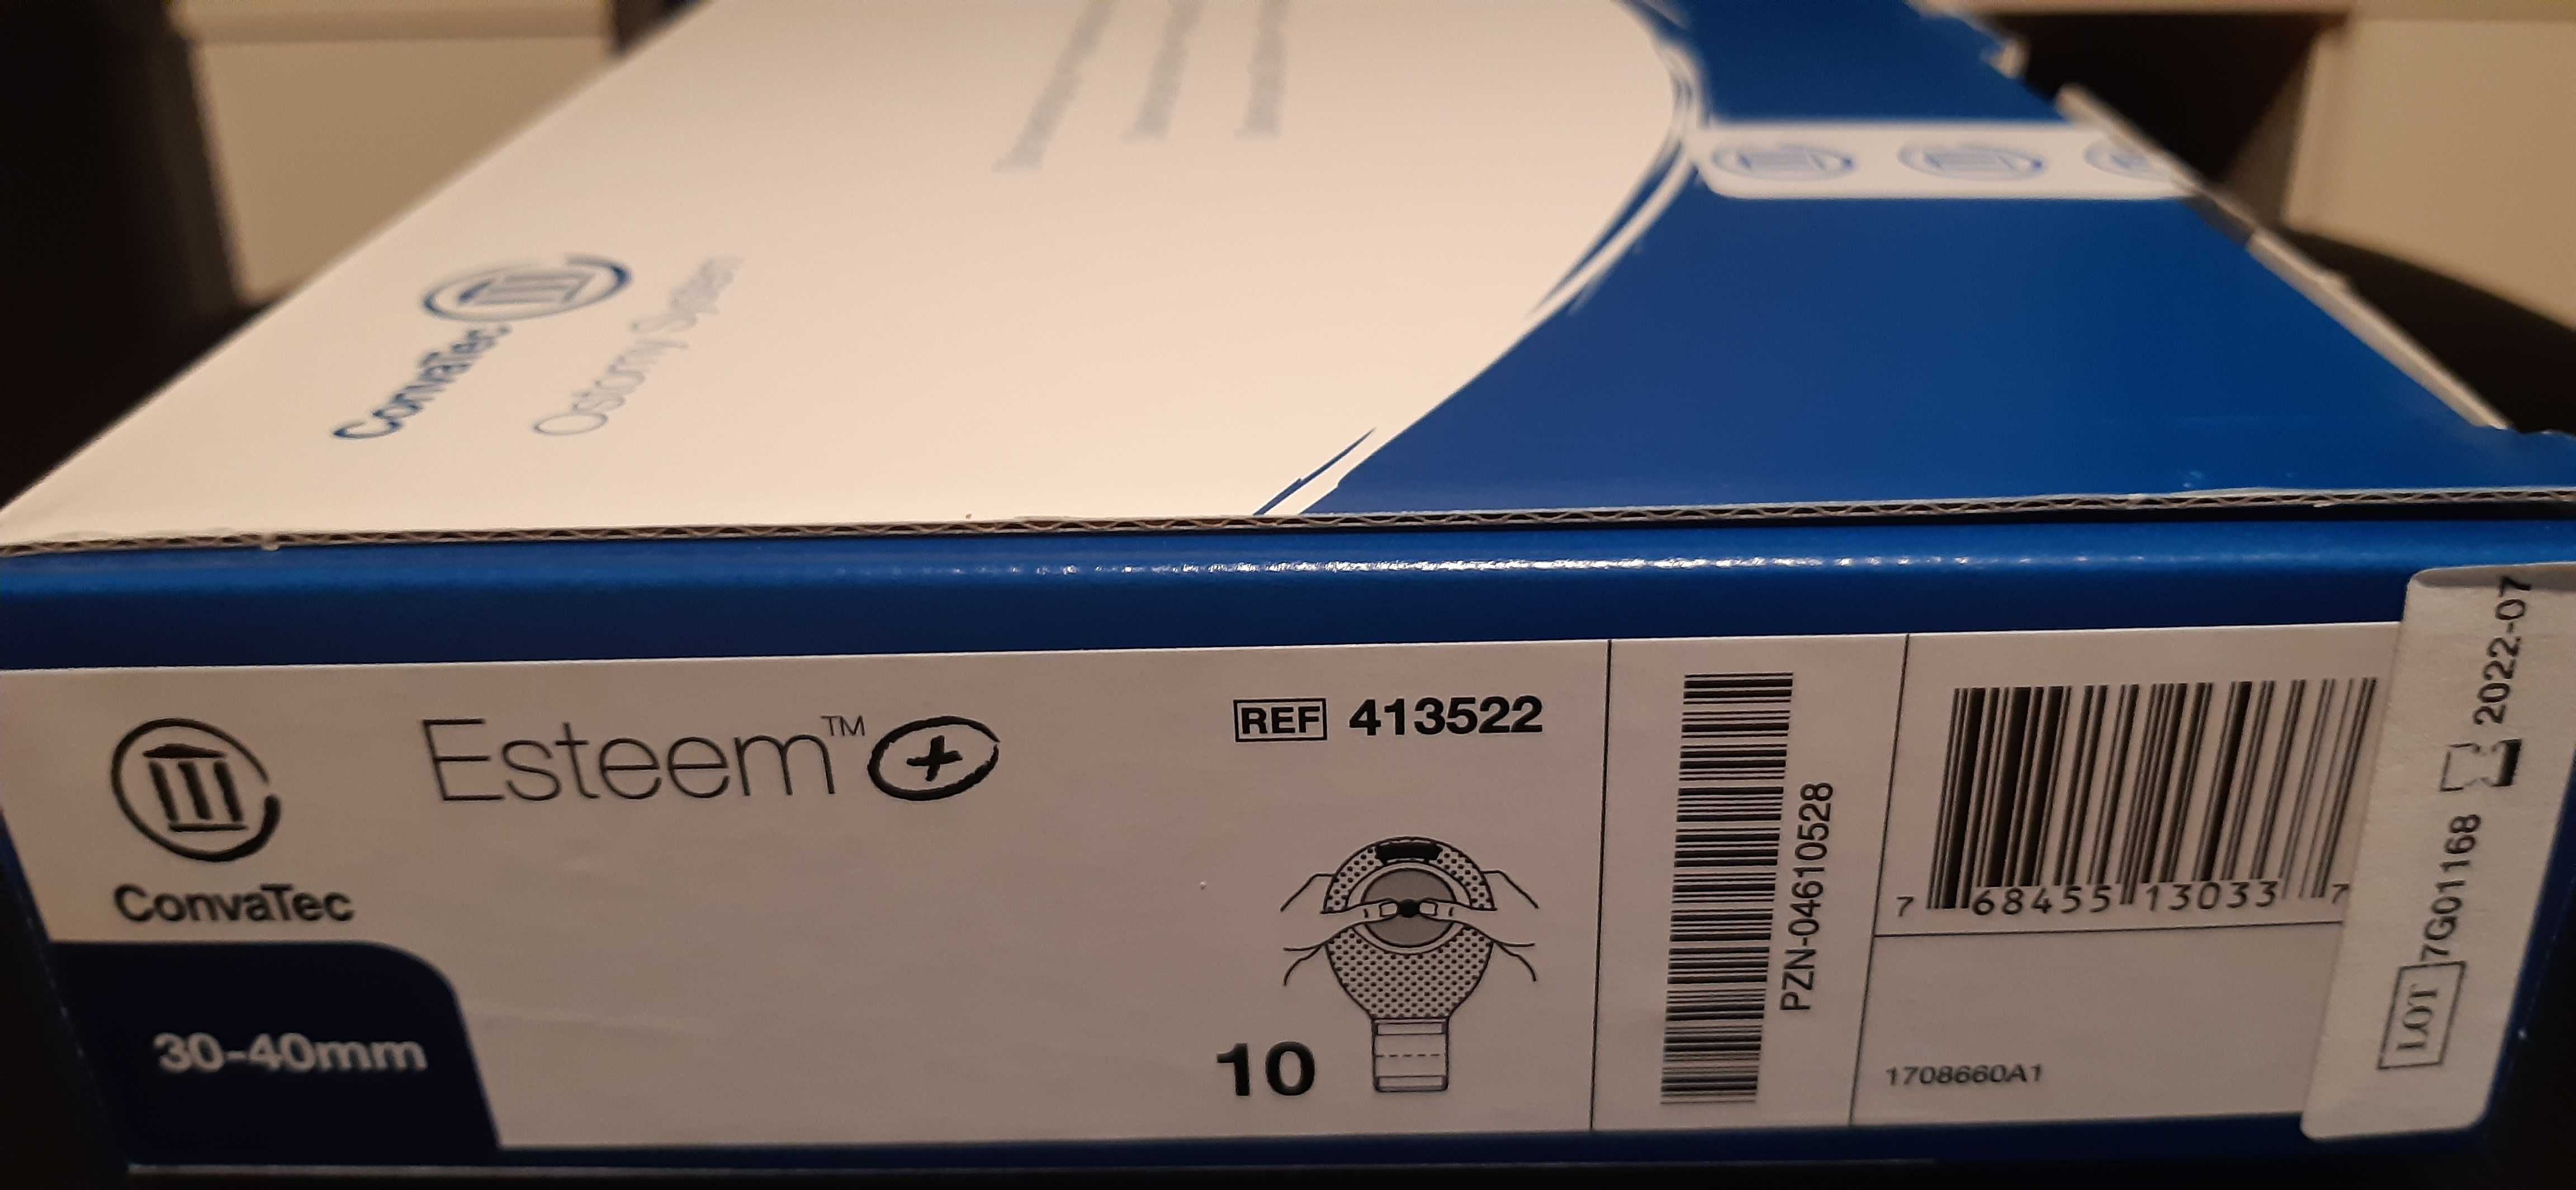 ConvaTec
Ostomy System
ConvaTec
Esteem™+
REF 413522
30-40mm
10
PZN-04610528
7 68455 13033 7
1708660A1
LOT 7G01168 2022-07